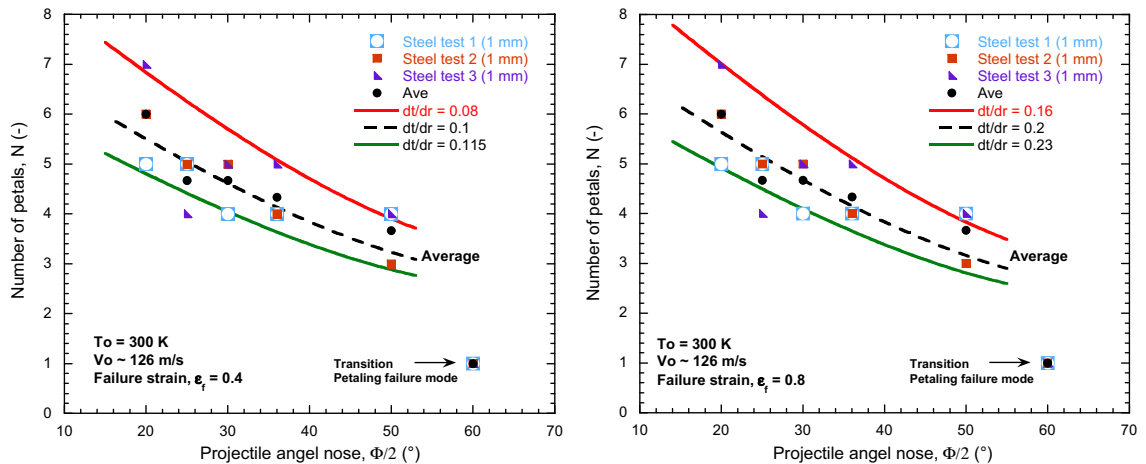 8
7
6
5
4
3
2
1
0
10 20 30 40 50 60 70
Number of petals, N (-)
Projectile angel nose, Φ/2 (°)
Steel test 1 (1 mm)
Steel test 2 (1 mm)
Steel test 3 (1 mm)
Ave
dt/dr = 0.08
dt/dr = 0.1
dt/dr = 0.115
Average
To = 300 K
Vo ~ 126 m/s
Failure strain, ε_f = 0.4
Transition
Petaling failure mode
8
7
6
5
4
3
2
1
0
10 20 30 40 50 60 70
Number of petals, N (-)
Projectile angel nose, Φ/2 (°)
Steel test 1 (1 mm)
Steel test 2 (1 mm)
Steel test 3 (1 mm)
Ave
dt/dr = 0.16
dt/dr = 0.2
dt/dr = 0.23
Average
To = 300 K
Vo ~ 126 m/s
Failure strain, ε_f = 0.8
Transition
Petaling failure mode